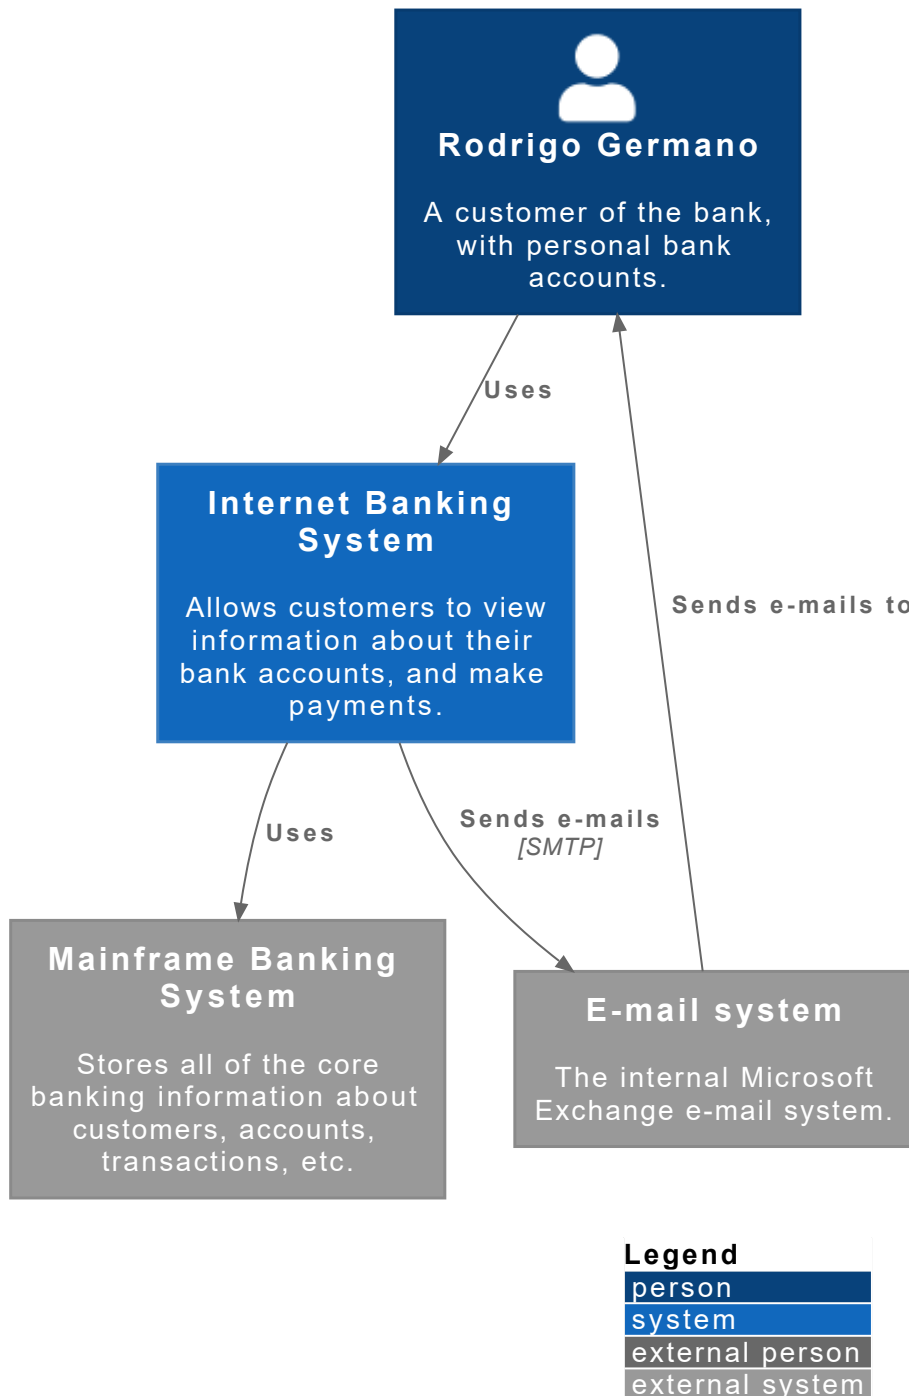 Rodrigo Germano
A customer of the bank,
with personal bank
accounts.
Uses
Internet Banking
System
Allows customers to view
information about their
bank accounts, and make
payments.
Sends e-mails to
Uses
Sends e-mails
[SMTP]
Mainframe Banking
System
Stores all of the core
banking information about
customers, accounts,
transactions, etc.
E-mail system
The internal Microsoft
Exchange e-mail system.
Legend
person
system
external person
external system